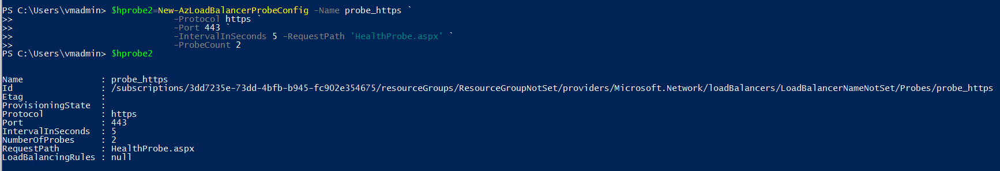 PS C:\Users\vmadmin> $hprobe2=New-AzLoadBalancerProbeConfig -Name probe_https `
>>                                -Protocol https `
>>                                -Port 443 `
>>                                -IntervalInSeconds 5 -RequestPath 'HealthProbe.aspx' `
>>                                -ProbeCount 2
PS C:\Users\vmadmin> $hprobe2
Name               : probe_https
Id                 : /subscriptions/3dd7235e-73dd-4bfb-b945-fc902e354675/resourceGroups/ResourceGroupNotSet/providers/Microsoft.Network/loadBalancers/LoadBalancerNameNotSet/Probes/probe_https
Etag               :
ProvisioningState  :
Protocol           : https
Port               : 443
IntervalInSeconds  : 5
NumberOfProbes     : 2
RequestPath        : HealthProbe.aspx
LoadBalancingRules : null